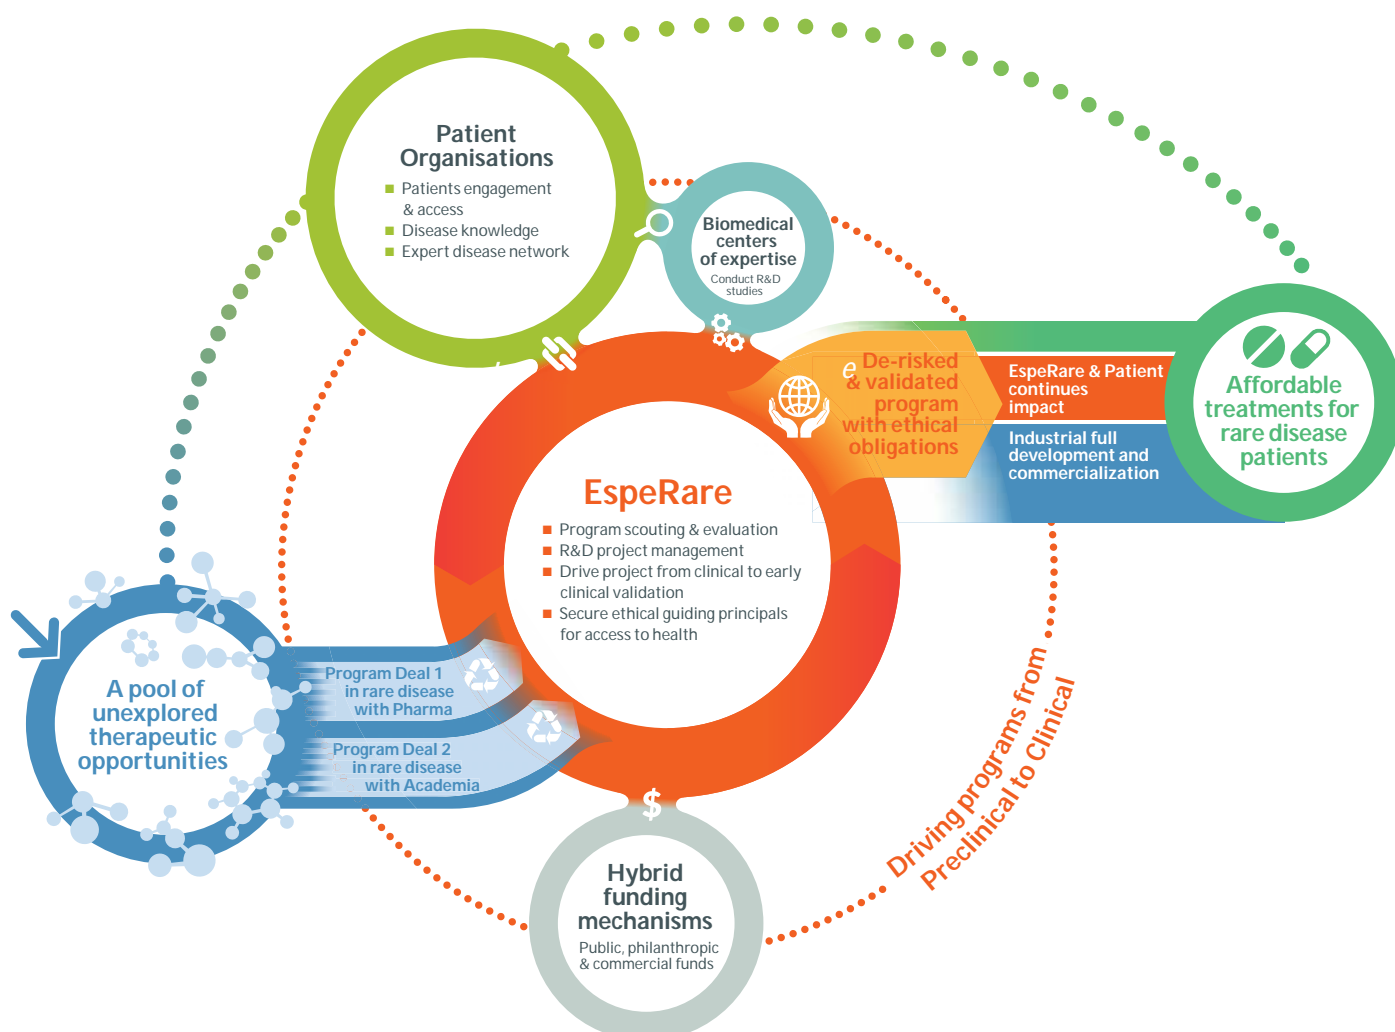 Patient
Organisations
Patients engagement
& access
Disease knowledge
Expert disease network
Biomedical
centers
of expertise
Conduct R&D
studies
e De-risked
& validated
program
with ethical
obligations
EspeRare & Patient
continues
impact
Industrial full
development and
commercialization
Affordable
treatments for
rare disease
patients
EspeRare
Program scouting & evaluation
R&D project management
Drive project from clinical to early
clinical validation
Secure ethical guiding principals
for access to health
A pool of
unexplored
therapeutic
opportunities
Program Deal 1
in rare disease
with Pharma
Program Deal 2
in rare disease
with Academia
$
Hybrid
funding
mechanisms
Public, philanthropic
& commercial funds
Driving programs from
Preclinical to Clinical